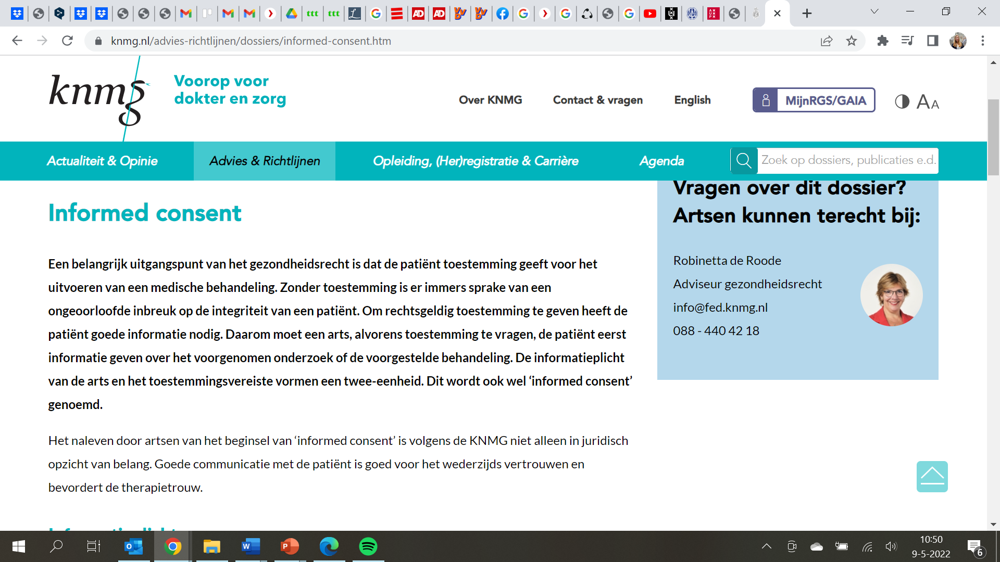 knmg.nl/advies-richtlijnen/dossiers/informed-consent.htm
knmg
Voorop voor
dokter en zorg
Over KNMG
Contact & vragen
English
MijnRGS/GAIA
AA
Actualiteit & Opinie
Advies & Richtlijnen
Opleiding, (Her)registratie & Carrière
Agenda
Zoek op dossiers, publicaties e.d.
Informed consent
Een belangrijk uitgangspunt van het gezondheidsrecht is dat de patiënt toestemming geeft voor het
uitvoeren van een medische behandeling. Zonder toestemming is er immers sprake van een
ongeoorloofde inbreuk op de integriteit van een patiënt. Om rechtsgeldig toestemming te geven heeft de
patiënt goede informatie nodig. Daarom moet een arts, alvorens toestemming te vragen, de patiënt eerst
informatie geven over het voorgenomen onderzoek of de voorgestelde behandeling. De informatieplicht
van de arts en het toestemmingsvereiste vormen een twee-eenheid. Dit wordt ook wel ‘informed consent’
genoemd.
Het naleven door artsen van het beginsel van ‘informed consent’ is volgens de KNMG niet alleen in juridisch
opzicht van belang. Goede communicatie met de patiënt is goed voor het wederzijds vertrouwen en
bevordert de therapietrouw.
Vragen over dit dossier?
Artsen kunnen terecht bij:
Robinetta de Roode
Adviseur gezondheidsrecht
info@fed.knmg.nl
088 - 440 42 18
10:50
9-5-2022
6